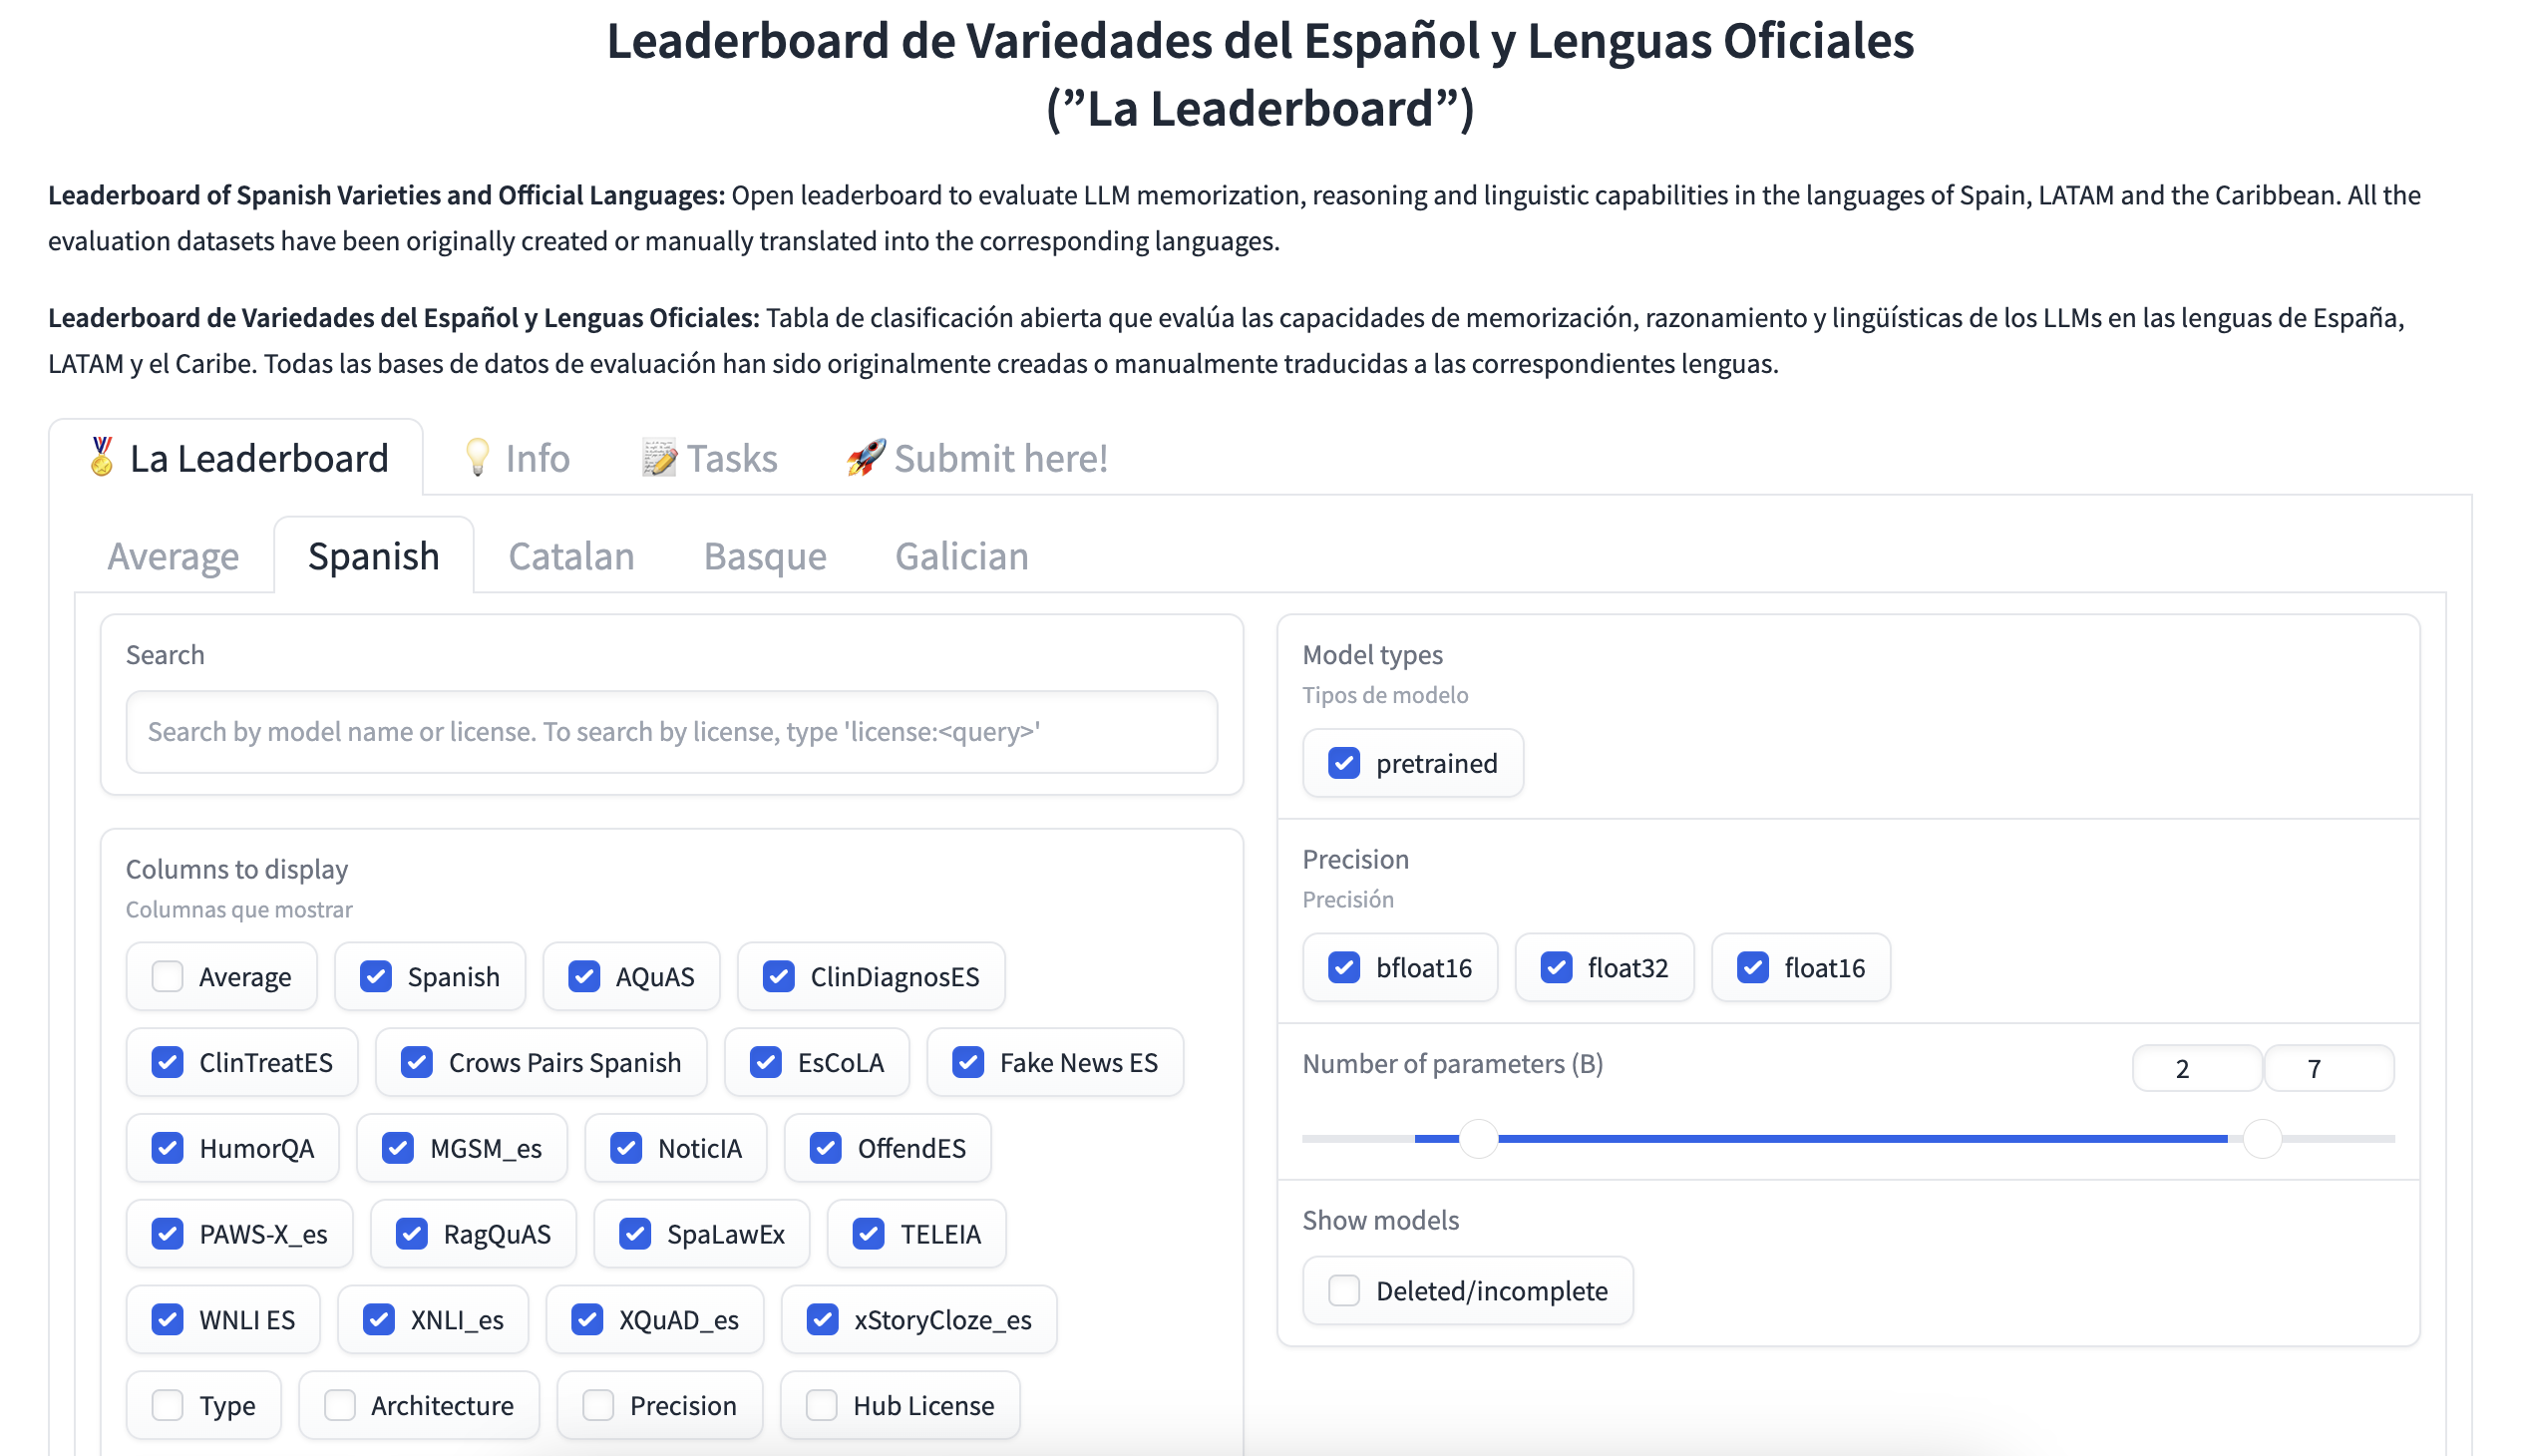 Leaderboard de Variedades del Español y Lenguas Oficiales
(”La Leaderboard”)
Leaderboard of Spanish Varieties and Official Languages: Open leaderboard to evaluate LLM memorization, reasoning and linguistic capabilities in the languages of Spain, LATAM and the Caribbean. All the
evaluation datasets have been originally created or manually translated into the corresponding languages.
Leaderboard de Variedades del Español y Lenguas Oficiales: Tabla de clasificación abierta que evalúa las capacidades de memorización, razonamiento y lingüísticas de los LLMs en las lenguas de España,
LATAM y el Caribe. Todas las bases de datos de evaluación han sido originalmente creadas o manualmente traducidas a las correspondientes lenguas.
La Leaderboard Info Tasks Submit here!
Average Spanish Catalan Basque Galician
Search
Search by model name or license. To search by license, type 'license:<query>'
Columns to display
Columnas que mostrar
Average Spanish AQuAS ClinDiagnosES
ClinTreatES Crows Pairs Spanish EsCoLA Fake News ES
HumorQA MGSM_es NoticIA OffendES
PAWS-X_es RagQuAS SpaLawEx TELEIA
WNLI ES XNLI_es XQuAD_es xStoryCloze_es
Type Architecture Precision Hub License
Model types
Tipos de modelo
pretrained
Precision
Precisión
bfloat16 float32 float16
Number of parameters (B) 2 7
Show models
Deleted/incomplete